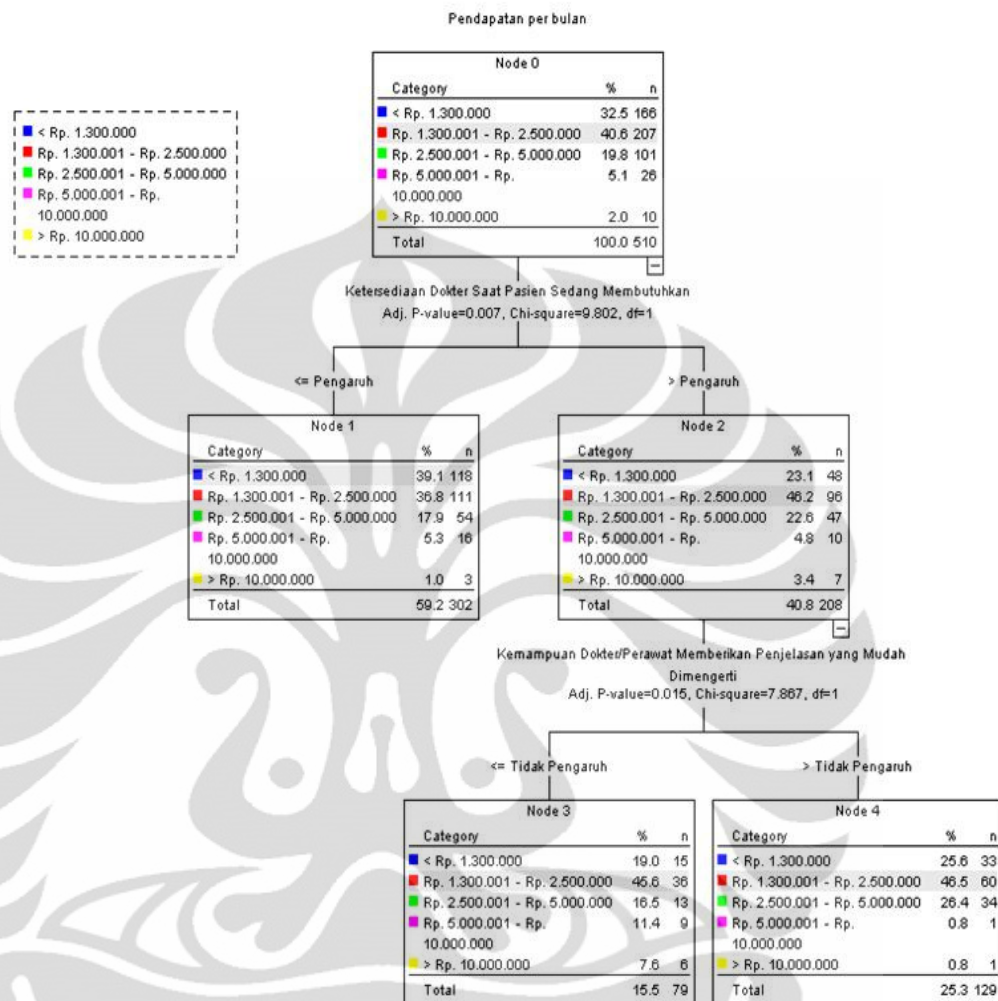 Pendapatan per bulan
Node 0
Category % n
< Rp. 1.300.000 32.5 166
Rp. 1.300.001 - Rp. 2.500.000 40.6 207
Rp. 2.500.001 - Rp. 5.000.000 19.8 101
Rp. 5.000.001 - Rp. 5.1 26
10.000.000
> Rp. 10.000.000 2.0 10
Total 100.0 510
< Rp. 1.300.000
Rp. 1.300.001 - Rp. 2.500.000
Rp. 2.500.001 - Rp. 5.000.000
Rp. 5.000.001 - Rp.
10.000.000
> Rp. 10.000.000
Ketersediaan Dokter Saat Pasien Sedang Membutuhkan
Adj. P-value=0.007, Chi-square=9.802, df=1
<= Pengaruh
> Pengaruh
Node 1
Category % n
< Rp. 1.300.000 39.1 118
Rp. 1.300.001 - Rp. 2.500.000 36.8 111
Rp. 2.500.001 - Rp. 5.000.000 17.9 54
Rp. 5.000.001 - Rp. 5.3 16
10.000.000
> Rp. 10.000.000 1.0 3
Total 59.2 302
Node 2
Category % n
< Rp. 1.300.000 23.1 48
Rp. 1.300.001 - Rp. 2.500.000 46.2 96
Rp. 2.500.001 - Rp. 5.000.000 22.6 47
Rp. 5.000.001 - Rp. 4.8 10
10.000.000
> Rp. 10.000.000 3.4 7
Total 40.8 208
Kemampuan Dokter/Perawat Memberikan Penjelasan yang Mudah
Dimengerti
Adj. P-value=0.015, Chi-square=7.867, df=1
<= Tidak Pengaruh
> Tidak Pengaruh
Node 3
Category % n
< Rp. 1.300.000 19.0 15
Rp. 1.300.001 - Rp. 2.500.000 45.6 36
Rp. 2.500.001 - Rp. 5.000.000 16.5 13
Rp. 5.000.001 - Rp. 11.4 9
10.000.000
> Rp. 10.000.000 7.6 6
Total 15.5 79
Node 4
Category % n
< Rp. 1.300.000 25.6 33
Rp. 1.300.001 - Rp. 2.500.000 46.5 60
Rp. 2.500.001 - Rp. 5.000.000 26.4 34
Rp. 5.000.001 - Rp. 0.8 1
10.000.000
> Rp. 10.000.000 0.8 1
Total 25.3 129